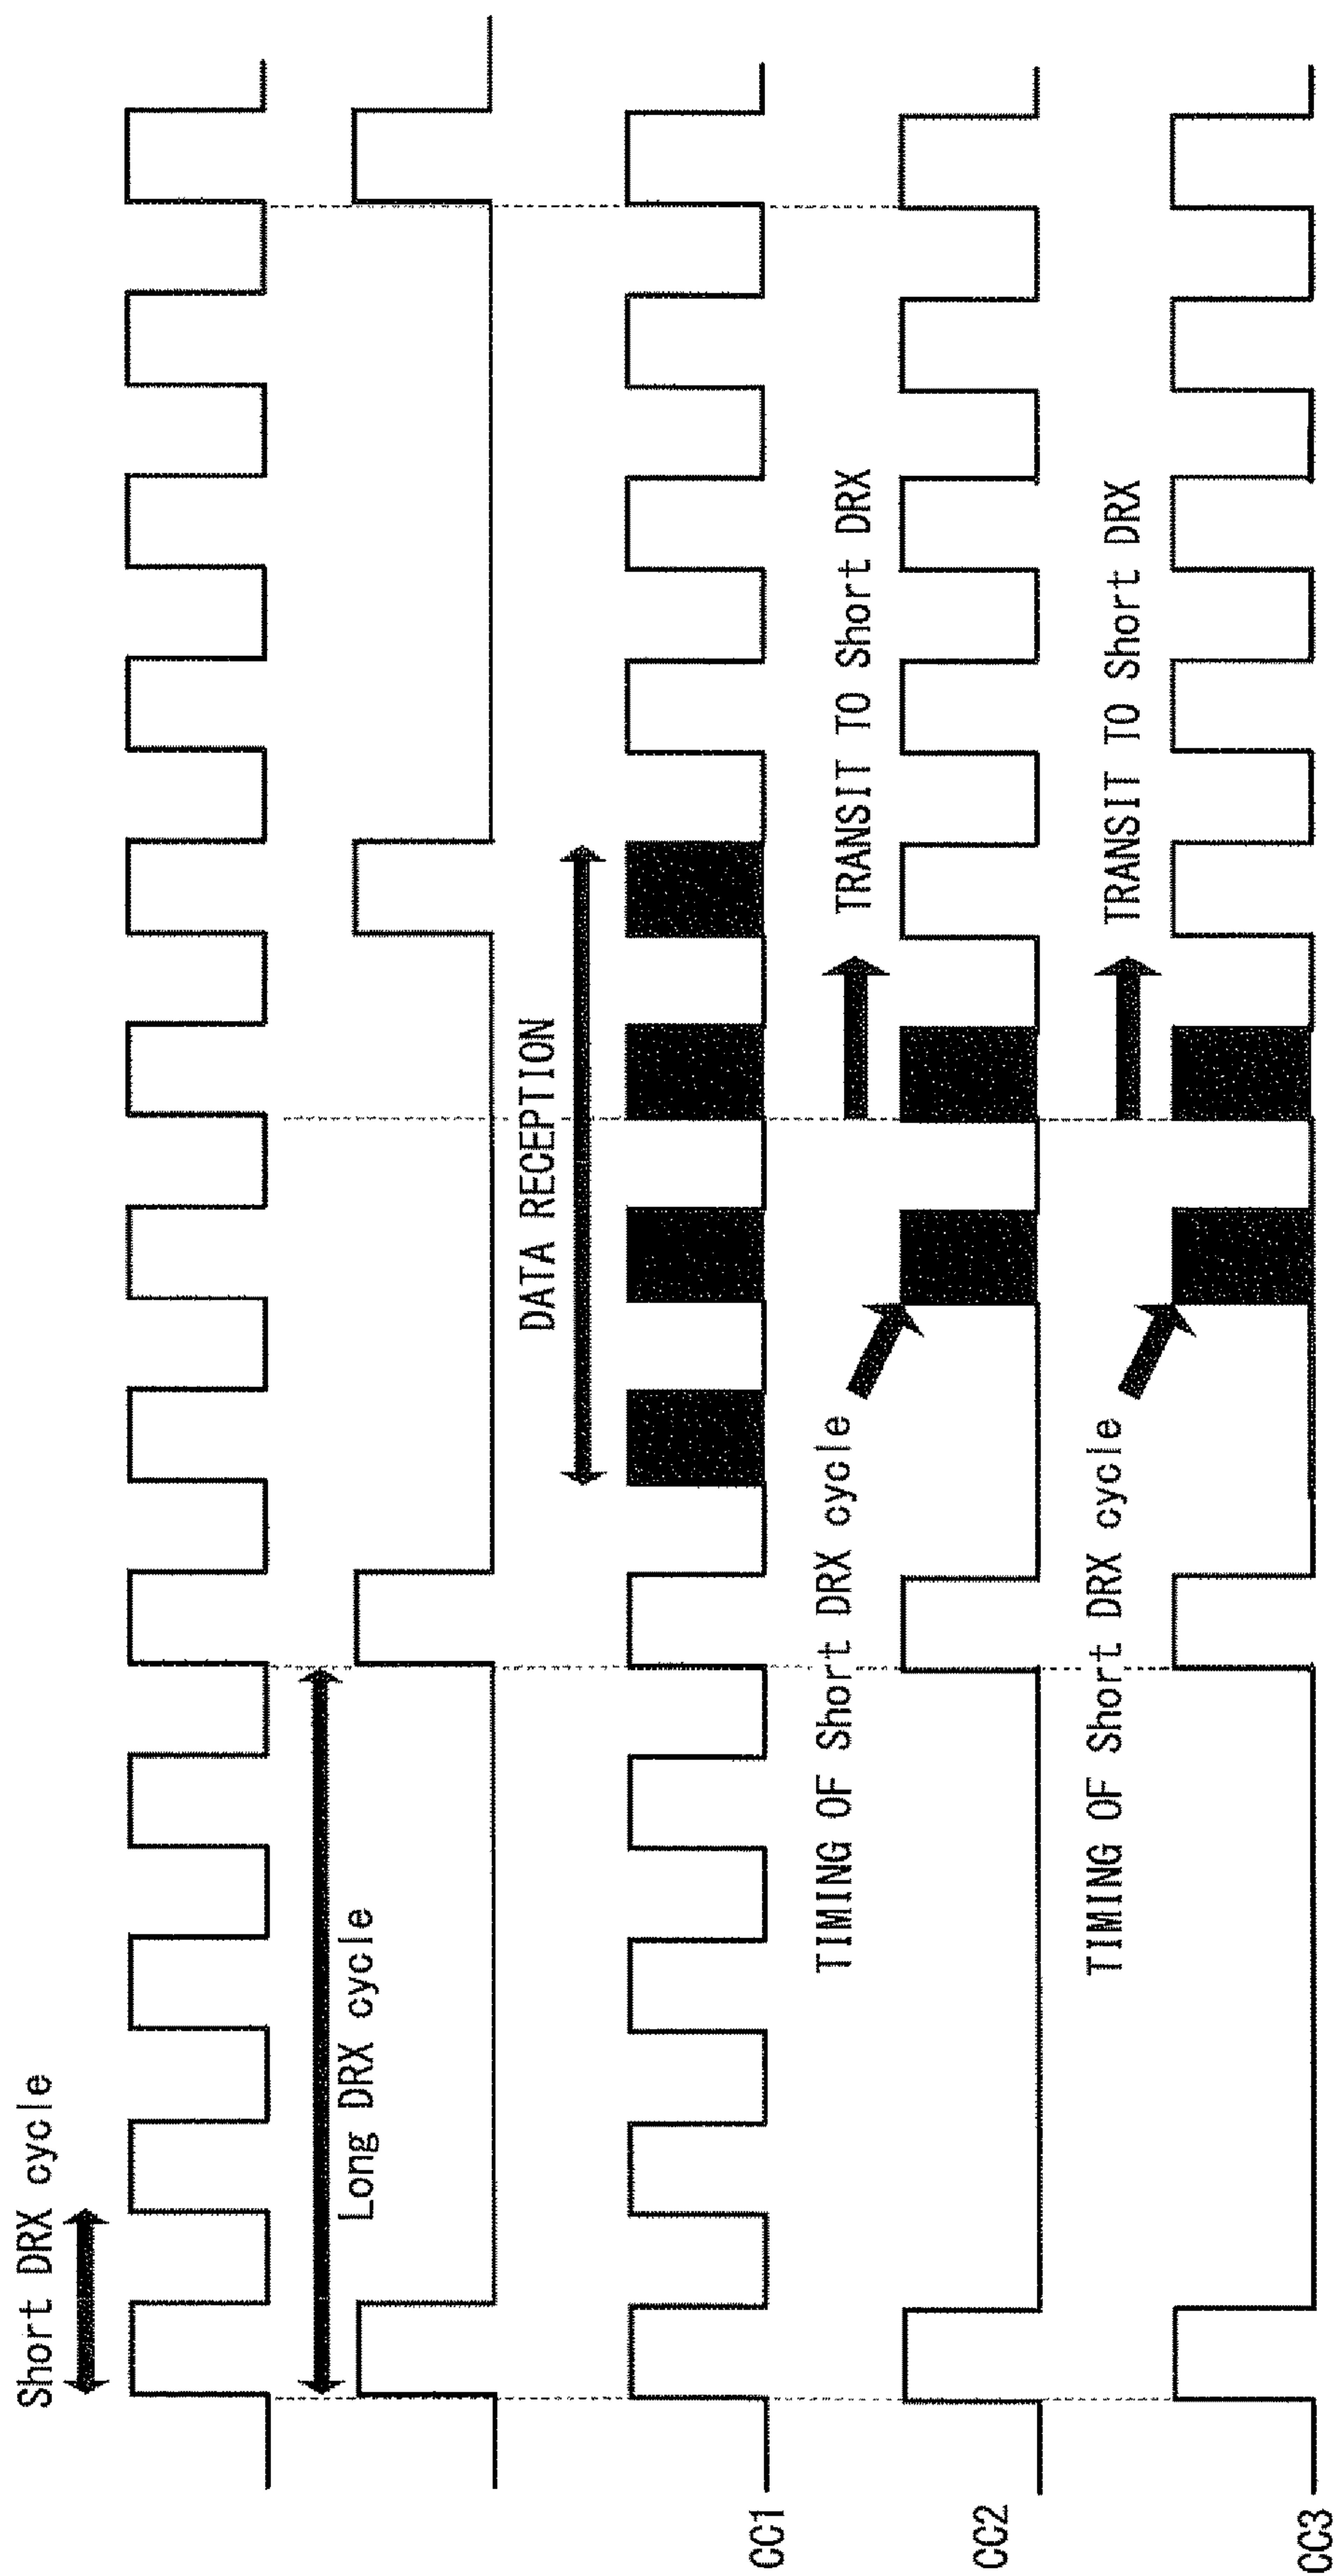 Short DRX cycle
Long DRX cycle
DATA RECEPTION
CC1
TIMING OF Short DRX cycle
TRANSIT TO Short DRX
CC2
TIMING OF Short DRX cycle
TRANSIT TO Short DRX
CC3